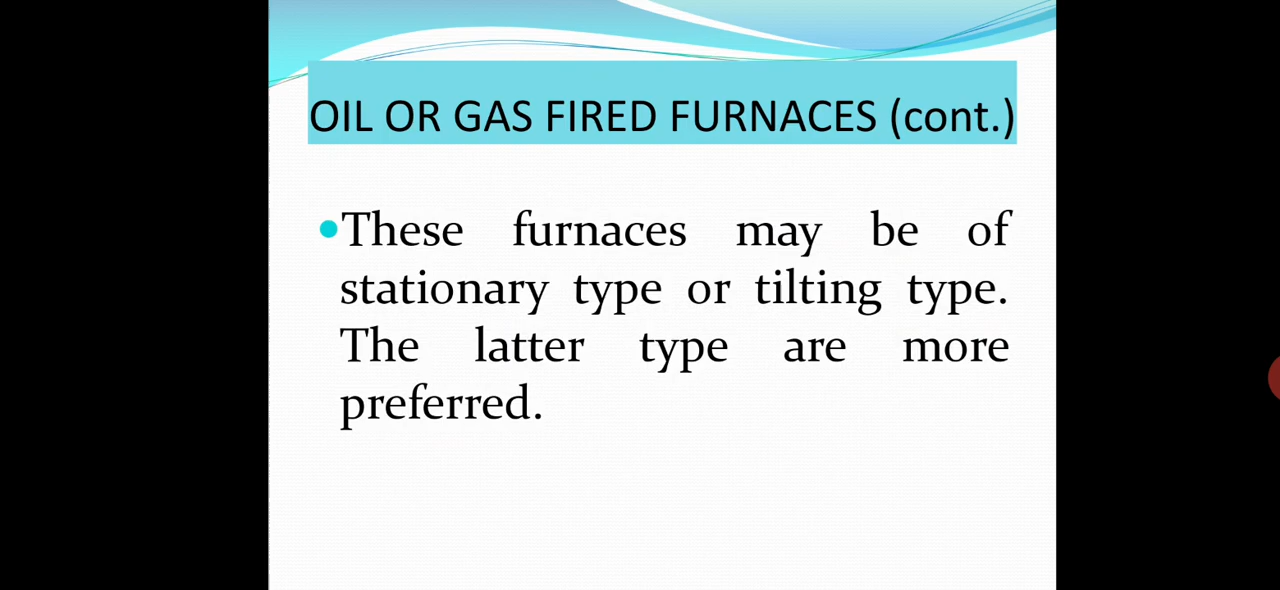 OIL OR GAS FIRED FURNACES (cont.)
These furnaces may be of
stationary type or tilting type.
The latter type are more
preferred.